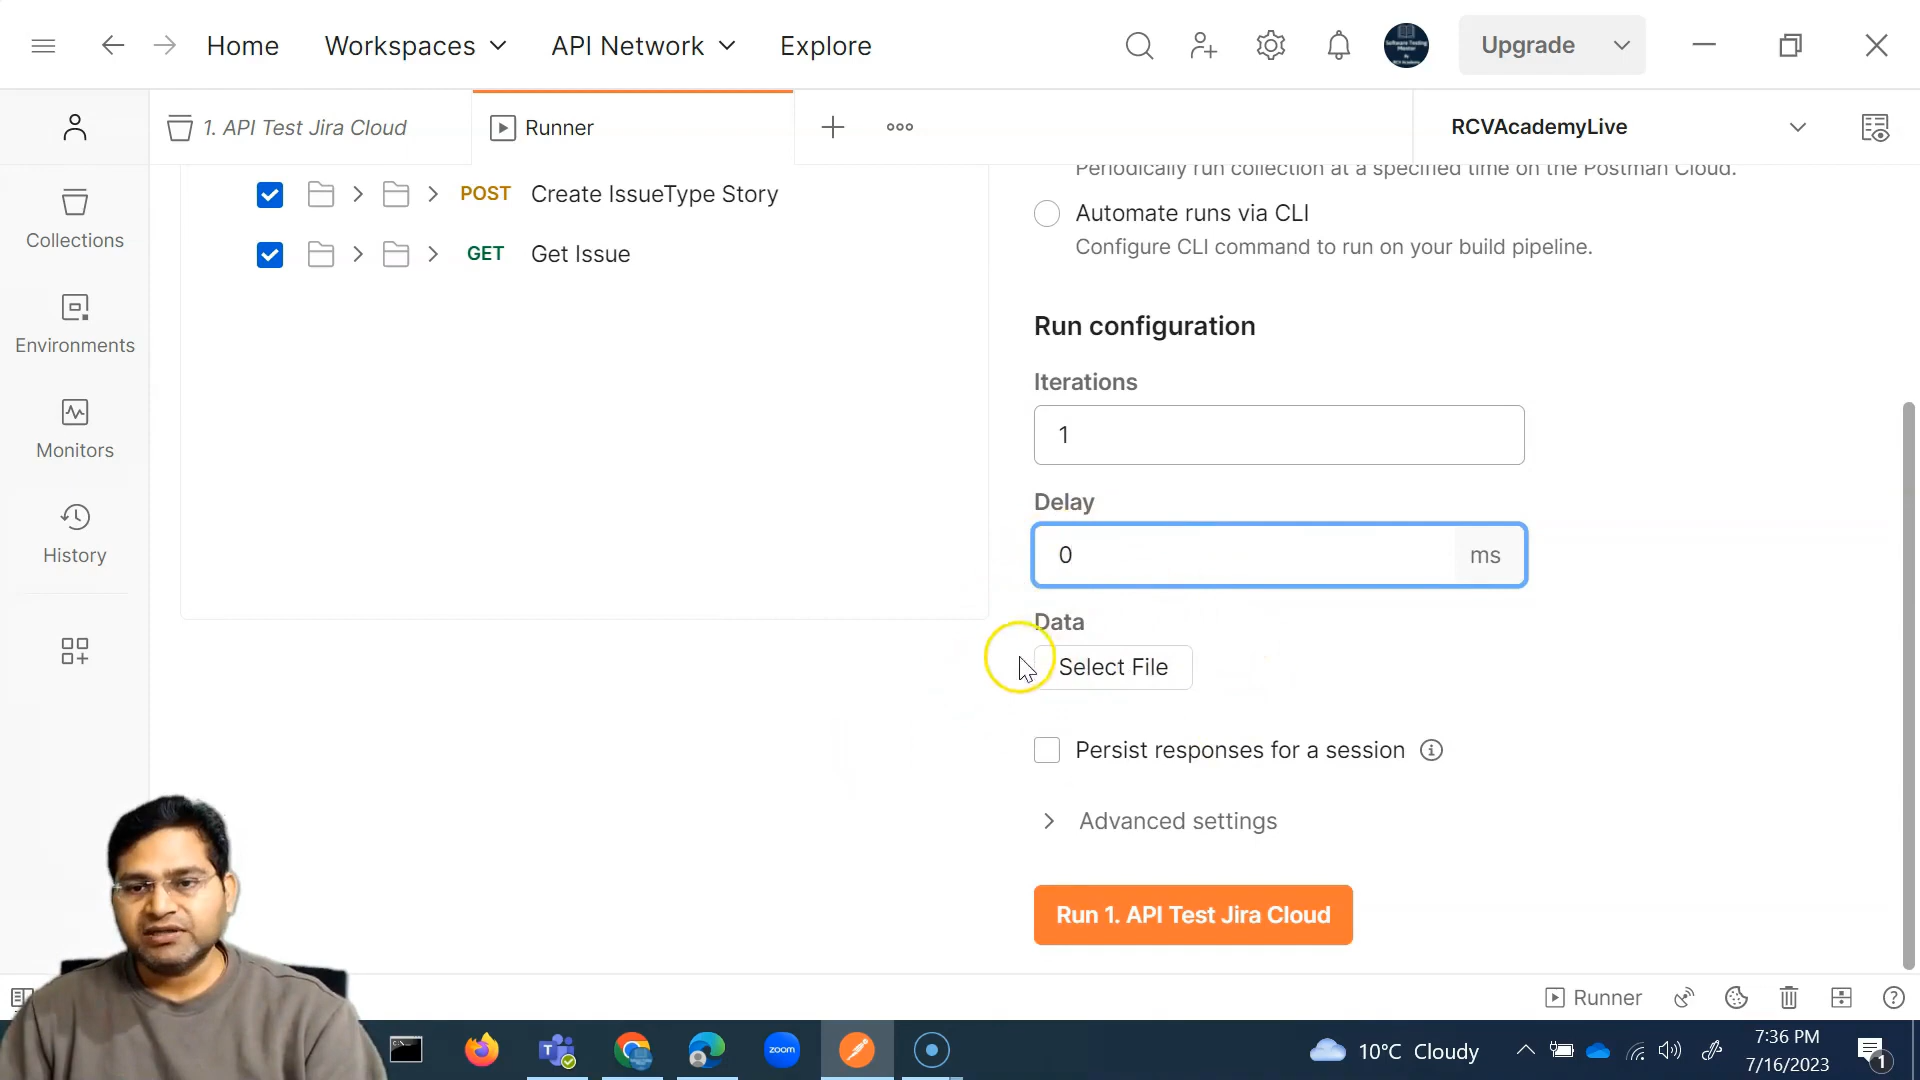 Home Workspaces API Network Explore Upgrade
1. API Test Jira Cloud Runner RCVAcademyLive
Collections
Environments
Monitors
History
POST Create IssueType Story
GET Get Issue
Periodically run collection at a specified time on the Postman Cloud.
Automate runs via CLI
Configure CLI command to run on your build pipeline.
Run configuration
Iterations
1
Delay
0 ms
Data
Select File
Persist responses for a session
Advanced settings
Run 1. API Test Jira Cloud
Runner
zoom
10°C Cloudy
7:36 PM
7/16/2023
1